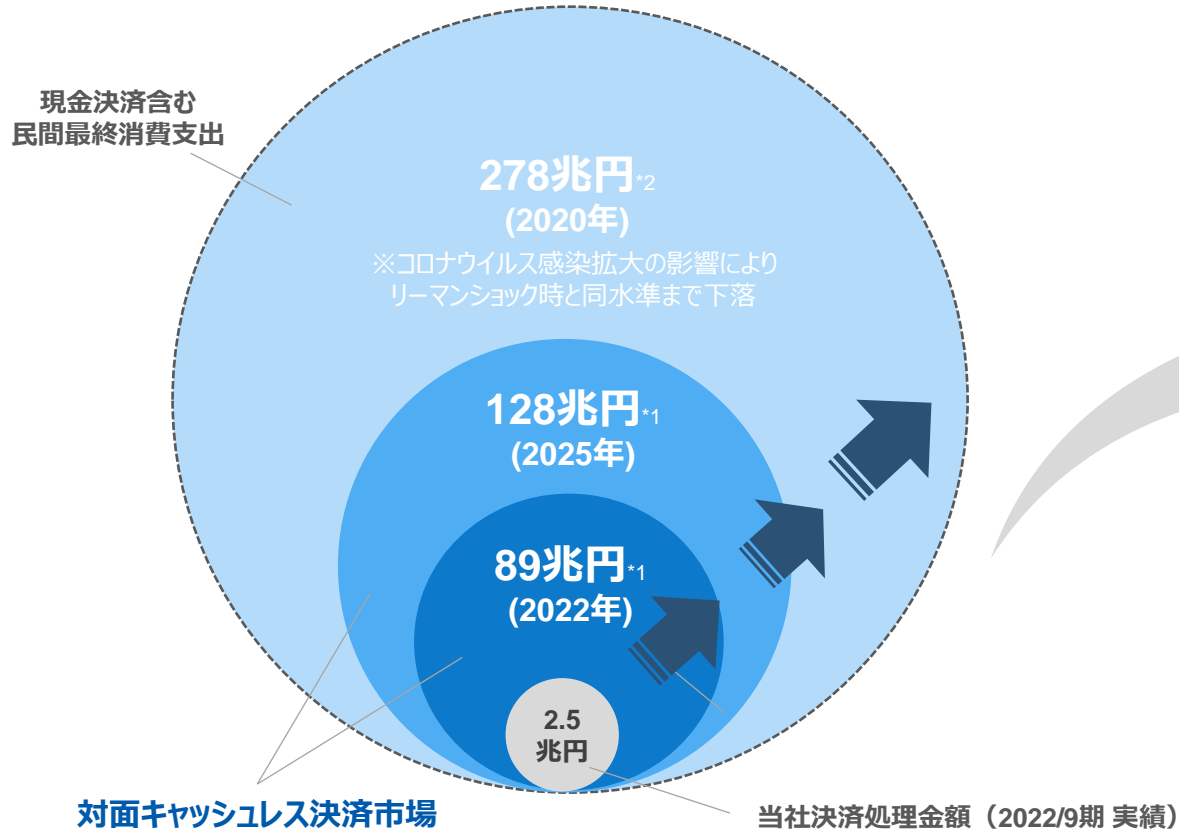 現金決済含む
民間最終消費支出
278兆円*2
(2020年)
※コロナウイルス感染拡大の影響により
リーマンショック時と同水準まで下落
128兆円*1
(2025年)
89兆円*1
(2022年)
2.5
兆円
対面キャッシュレス決済市場
当社決済処理金額（2022/9期 実績）